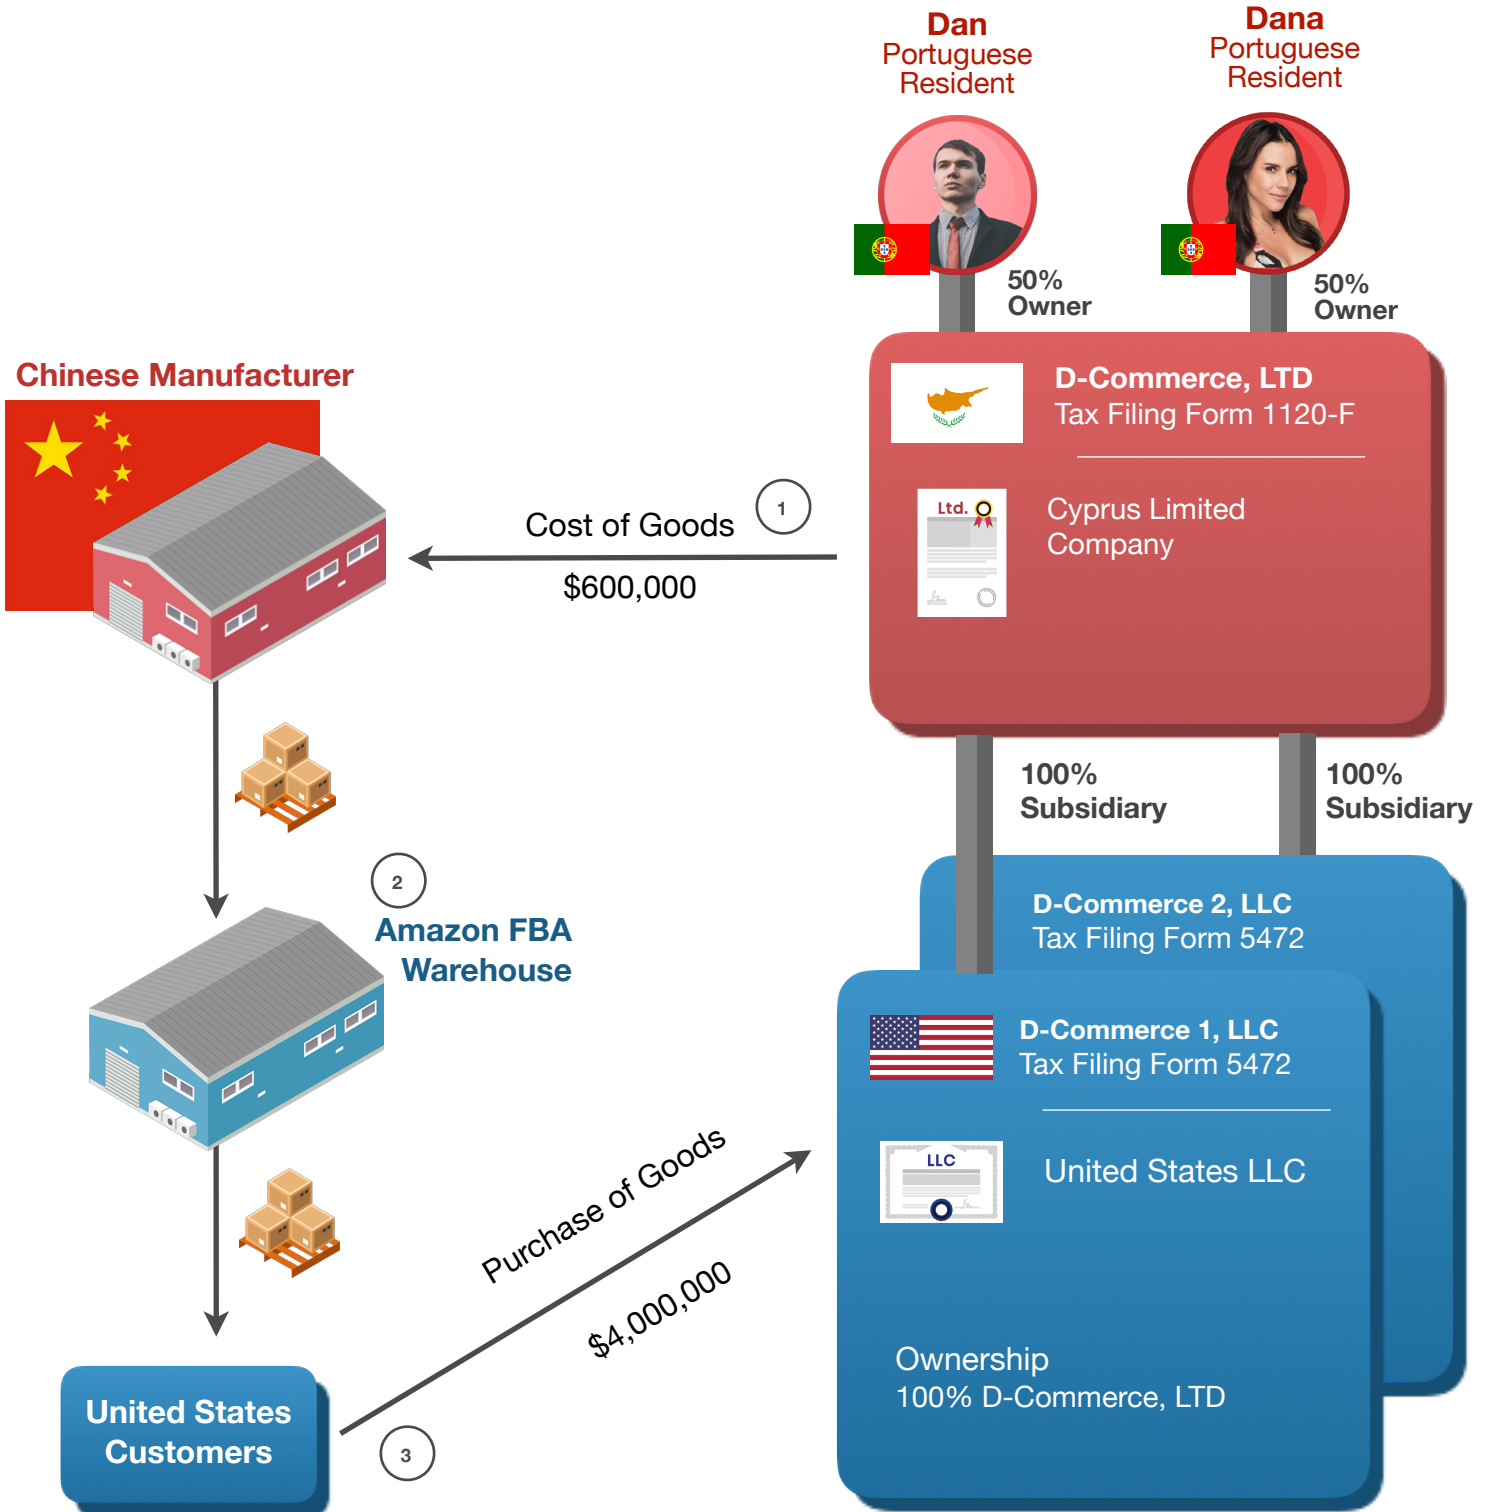 Dan
Portuguese
Resident
Dana
Portuguese
Resident
50%
Owner
50%
Owner
Chinese Manufacturer
D-Commerce, LTD
Tax Filing Form 1120-F
Ltd.
Cyprus Limited
Company
Cost of Goods
1
$600,000
100%
Subsidiary
100%
Subsidiary
2
Amazon FBA
Warehouse
D-Commerce 2, LLC
Tax Filing Form 5472
D-Commerce 1, LLC
Tax Filing Form 5472
LLC
United States LLC
Purchase of Goods
$4,000,000
Ownership
100% D-Commerce, LTD
United States
Customers
3